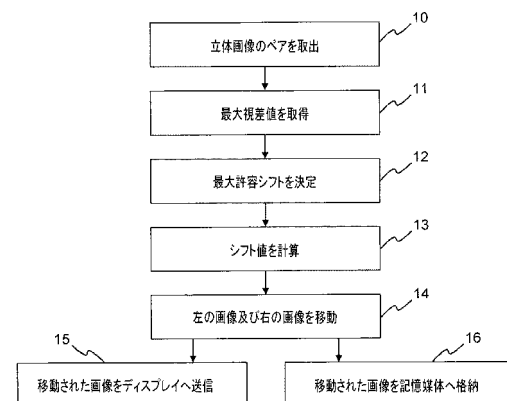 10
立体画像のペアを取出
11
最大視差値を取得
12
最大許容シフトを決定
13
シフト値を計算
14
左の画像及び右の画像を移動
15
移動された画像をディスプレイへ送信
16
移動された画像を記憶媒体へ格納